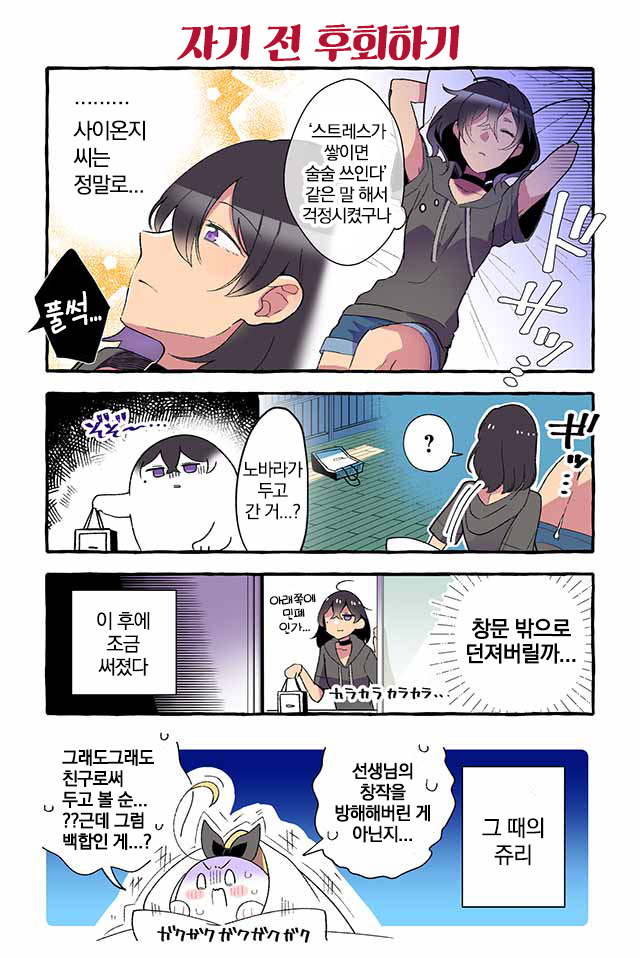 자기 전 후회하기
‘스트레스가
쌓이면
술술 쓰인다’
같은 말 해서
걱정시켰구나
………
사이온지
씨는
정말로...
풀썩...
ドサッ
?
노바라가
두고
간 거...?
창문 밖으로
던져버릴까...
아래쪽에
민폐
인가...
カラカラカラカラ、、
이 후에
조금
써졌다
그 때의
쥬리
선생님의
창작을
방해해버린 게
아닌지...
그래도그래도
친구로써
두고 볼 순...
??근데 그럼
백합인 게...?
ガクガクガクガクガク